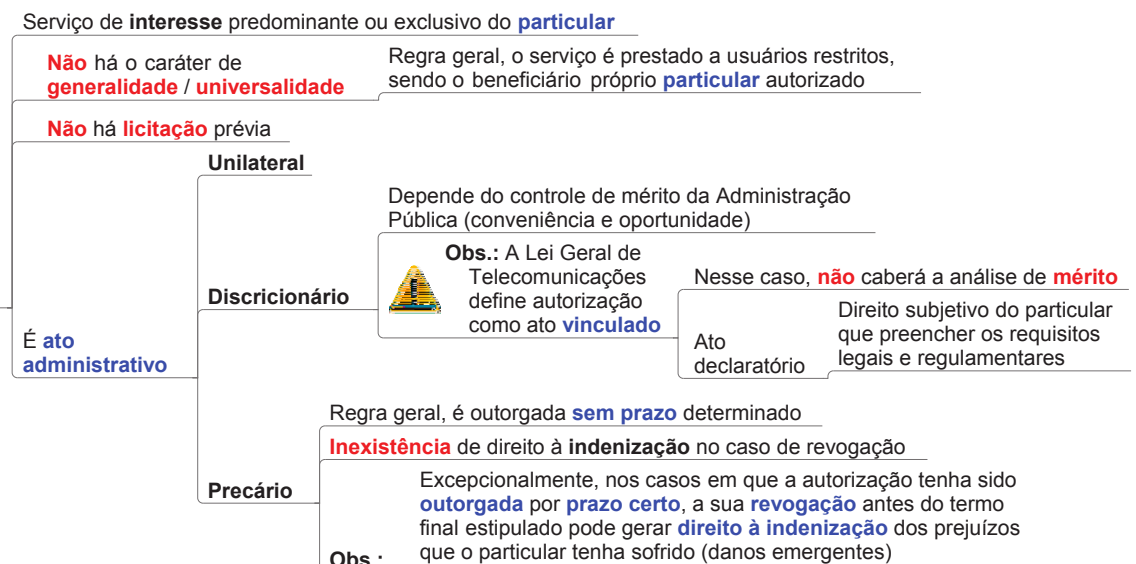 Serviço de interesse predominante ou exclusivo do particular
Não há o caráter de
generalidade / universalidade
Regra geral, o serviço é prestado a usuários restritos,
sendo o beneficiário próprio particular autorizado
Não há licitação prévia
É ato
administrativo
Unilateral
Discricionário
Depende do controle de mérito da Administração
Pública (conveniência e oportunidade)
Obs.: A Lei Geral de
Telecomunicações
define autorização
como ato vinculado
Nesse caso, não caberá a análise de mérito
Ato
declaratório
Direito subjetivo do particular
que preencher os requisitos
legais e regulamentares
Precário
Regra geral, é outorgada sem prazo determinado
Inexistência de direito à indenização no caso de revogação
Obs.:
Excepcionalmente, nos casos em que a autorização tenha sido
outorgada por prazo certo, a sua revogação antes do termo
final estipulado pode gerar direito à indenização dos prejuízos
que o particular tenha sofrido (danos emergentes)